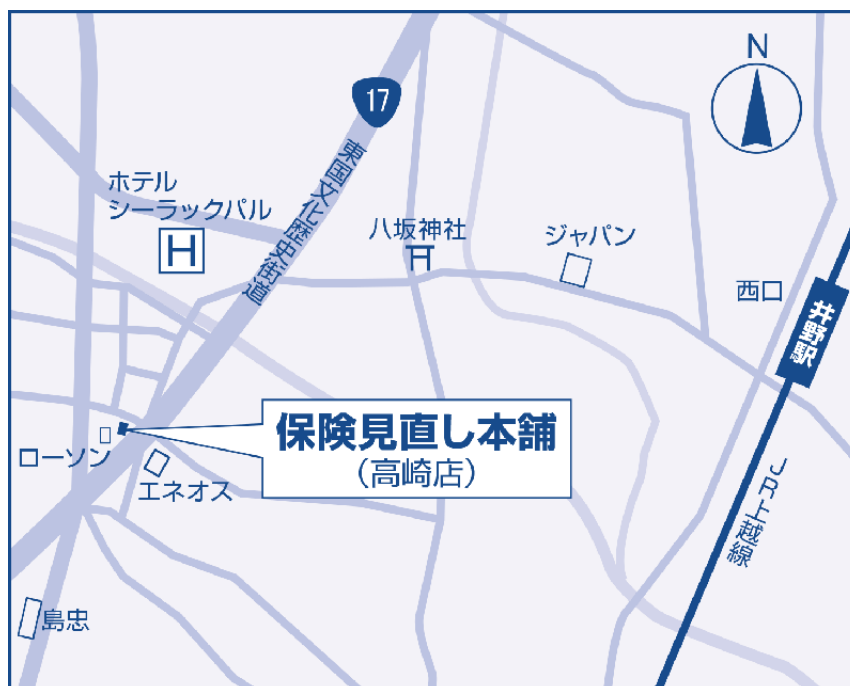 N
17
東国文化歴史街道
ホテル
シーラックパル
H
八坂神社
ジャパン
西口
井野駅
保険見直し本舗
（高崎店）
ローソン
エネオス
JR上越線
島忠